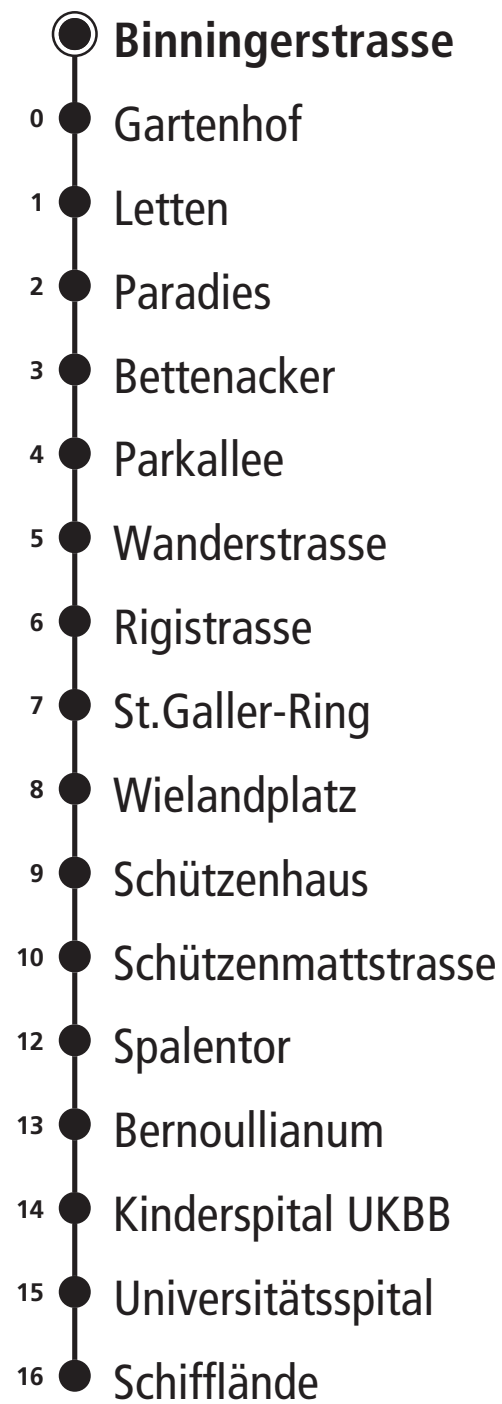 Binningerstrasse
0 Gartenhof
1 Letten
2 Paradies
3 Bettenacker
4 Parkallee
5 Wanderstrasse
6 Rigistrasse
7 St.Galler-Ring
8 Wielandplatz
9 Schützenhaus
10 Schützenmattstrasse
12 Spalentor
13 Bernoullianum
14 Kinderspital UKBB
15 Universitätsspital
16 Schifflände